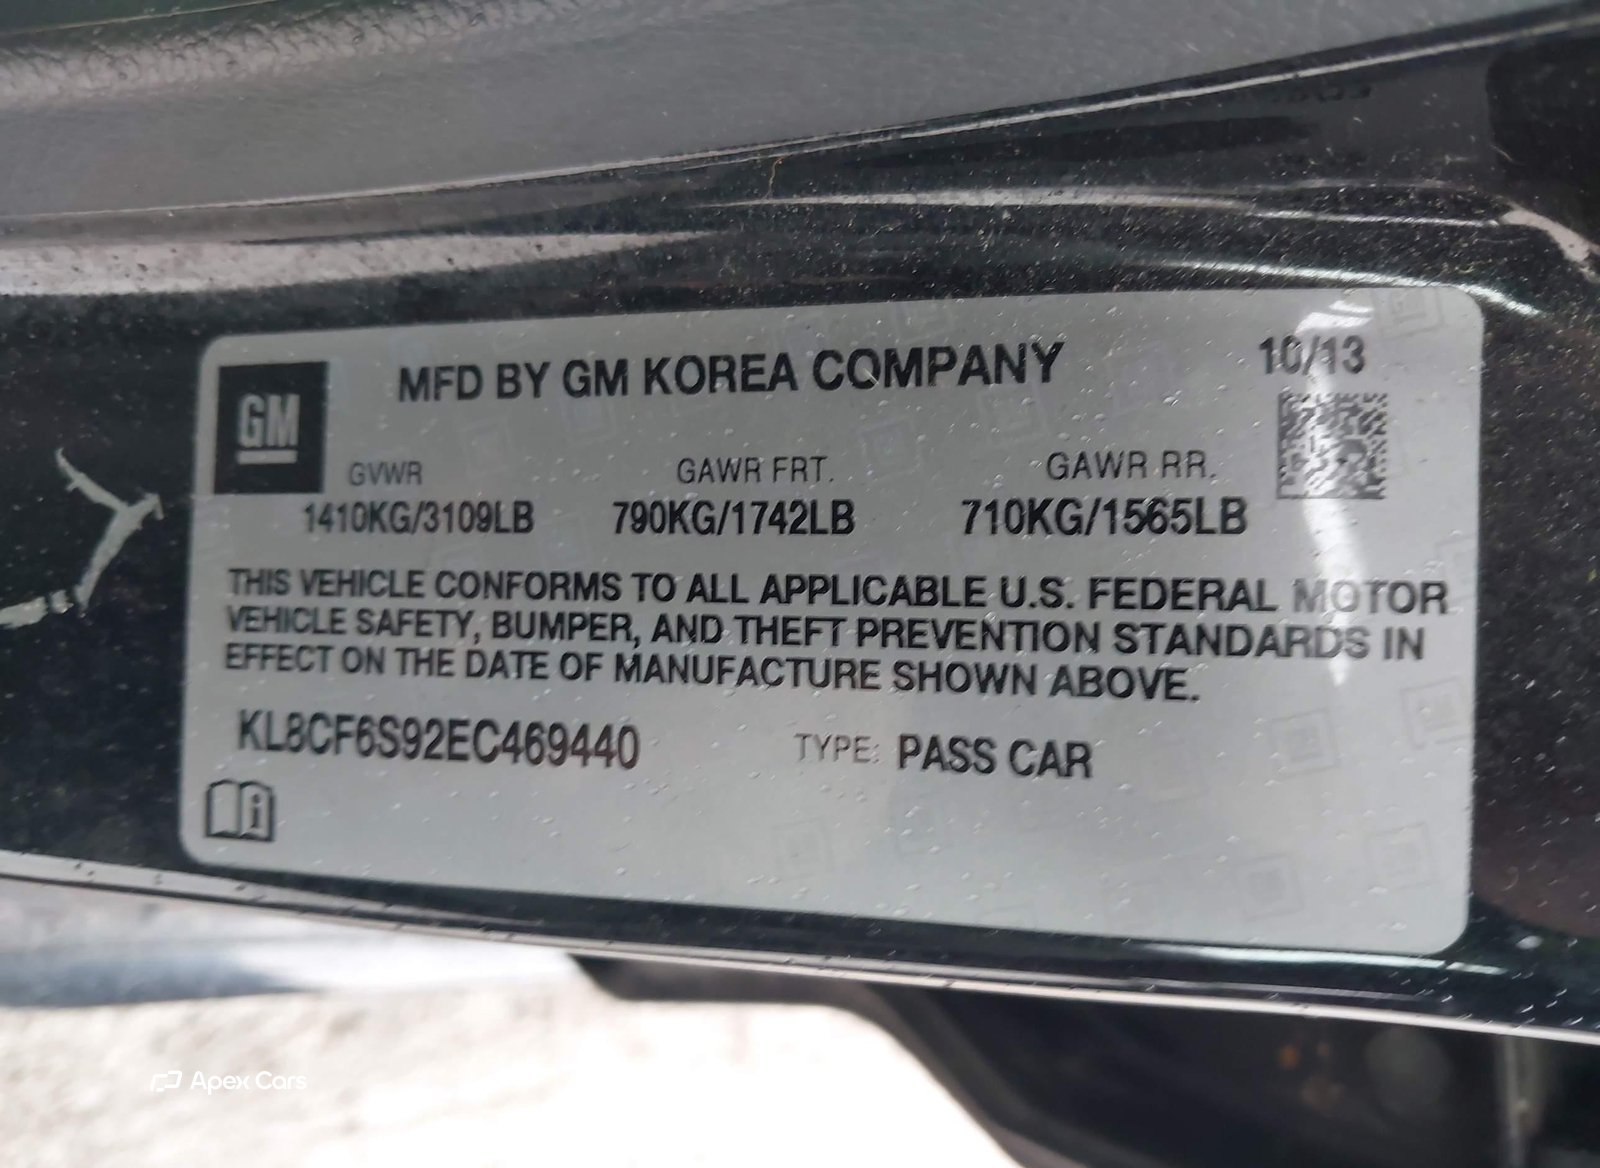 MFD BY GM KOREA COMPANY 10/13
GM
GVWR GAWR FRT. GAWR RR.
1410KG/3109LB 790KG/1742LB 710KG/1565LB
THIS VEHICLE CONFORMS TO ALL APPLICABLE U.S. FEDERAL MOTOR
VEHICLE SAFETY, BUMPER, AND THEFT PREVENTION STANDARDS IN
EFFECT ON THE DATE OF MANUFACTURE SHOWN ABOVE.
KL8CF6S92EC469440 TYPE: PASS CAR
i
Apex Cars